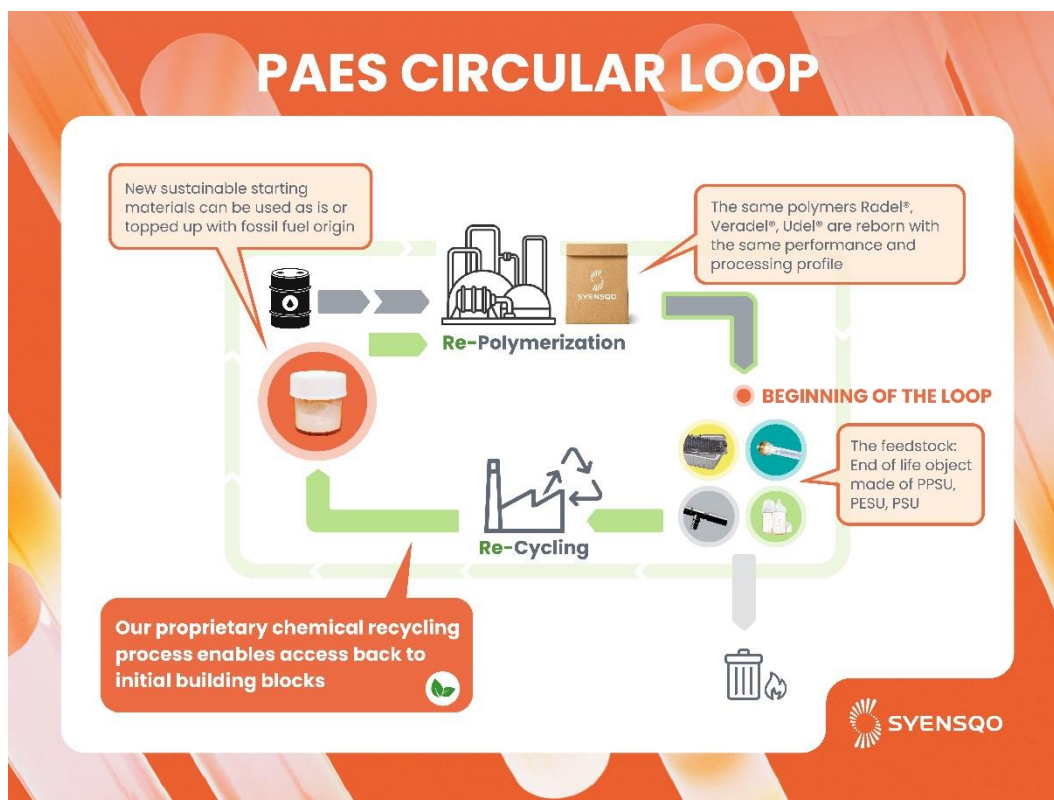 PAES CIRCULAR LOOP
New sustainable starting
materials can be used as is or
topped up with fossil fuel origin
The same polymers Radel®,
Veradel®, Udel® are reborn with
the same performance and
processing profile
SYENSQO
Re-Polymerization
BEGINNING OF THE LOOP
The feedstock:
End of life object
made of PPSU,
PESU, PSU
Re-Cycling
Our proprietary chemical recycling
process enables access back to
initial building blocks
SYENSQO